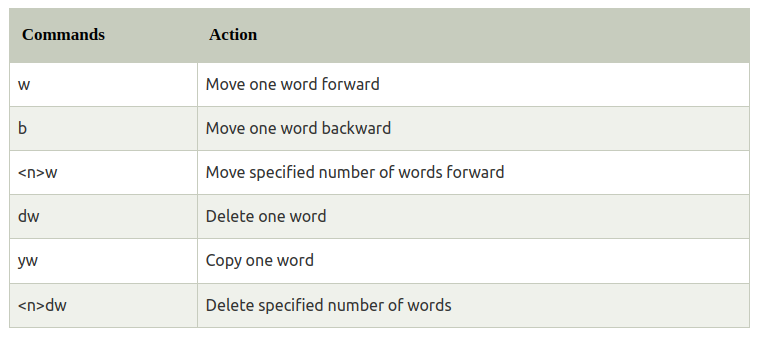 Commands Action
w Move one word forward
b Move one word backward
<n>w Move specified number of words forward
dw Delete one word
yw Copy one word
<n>dw Delete specified number of words